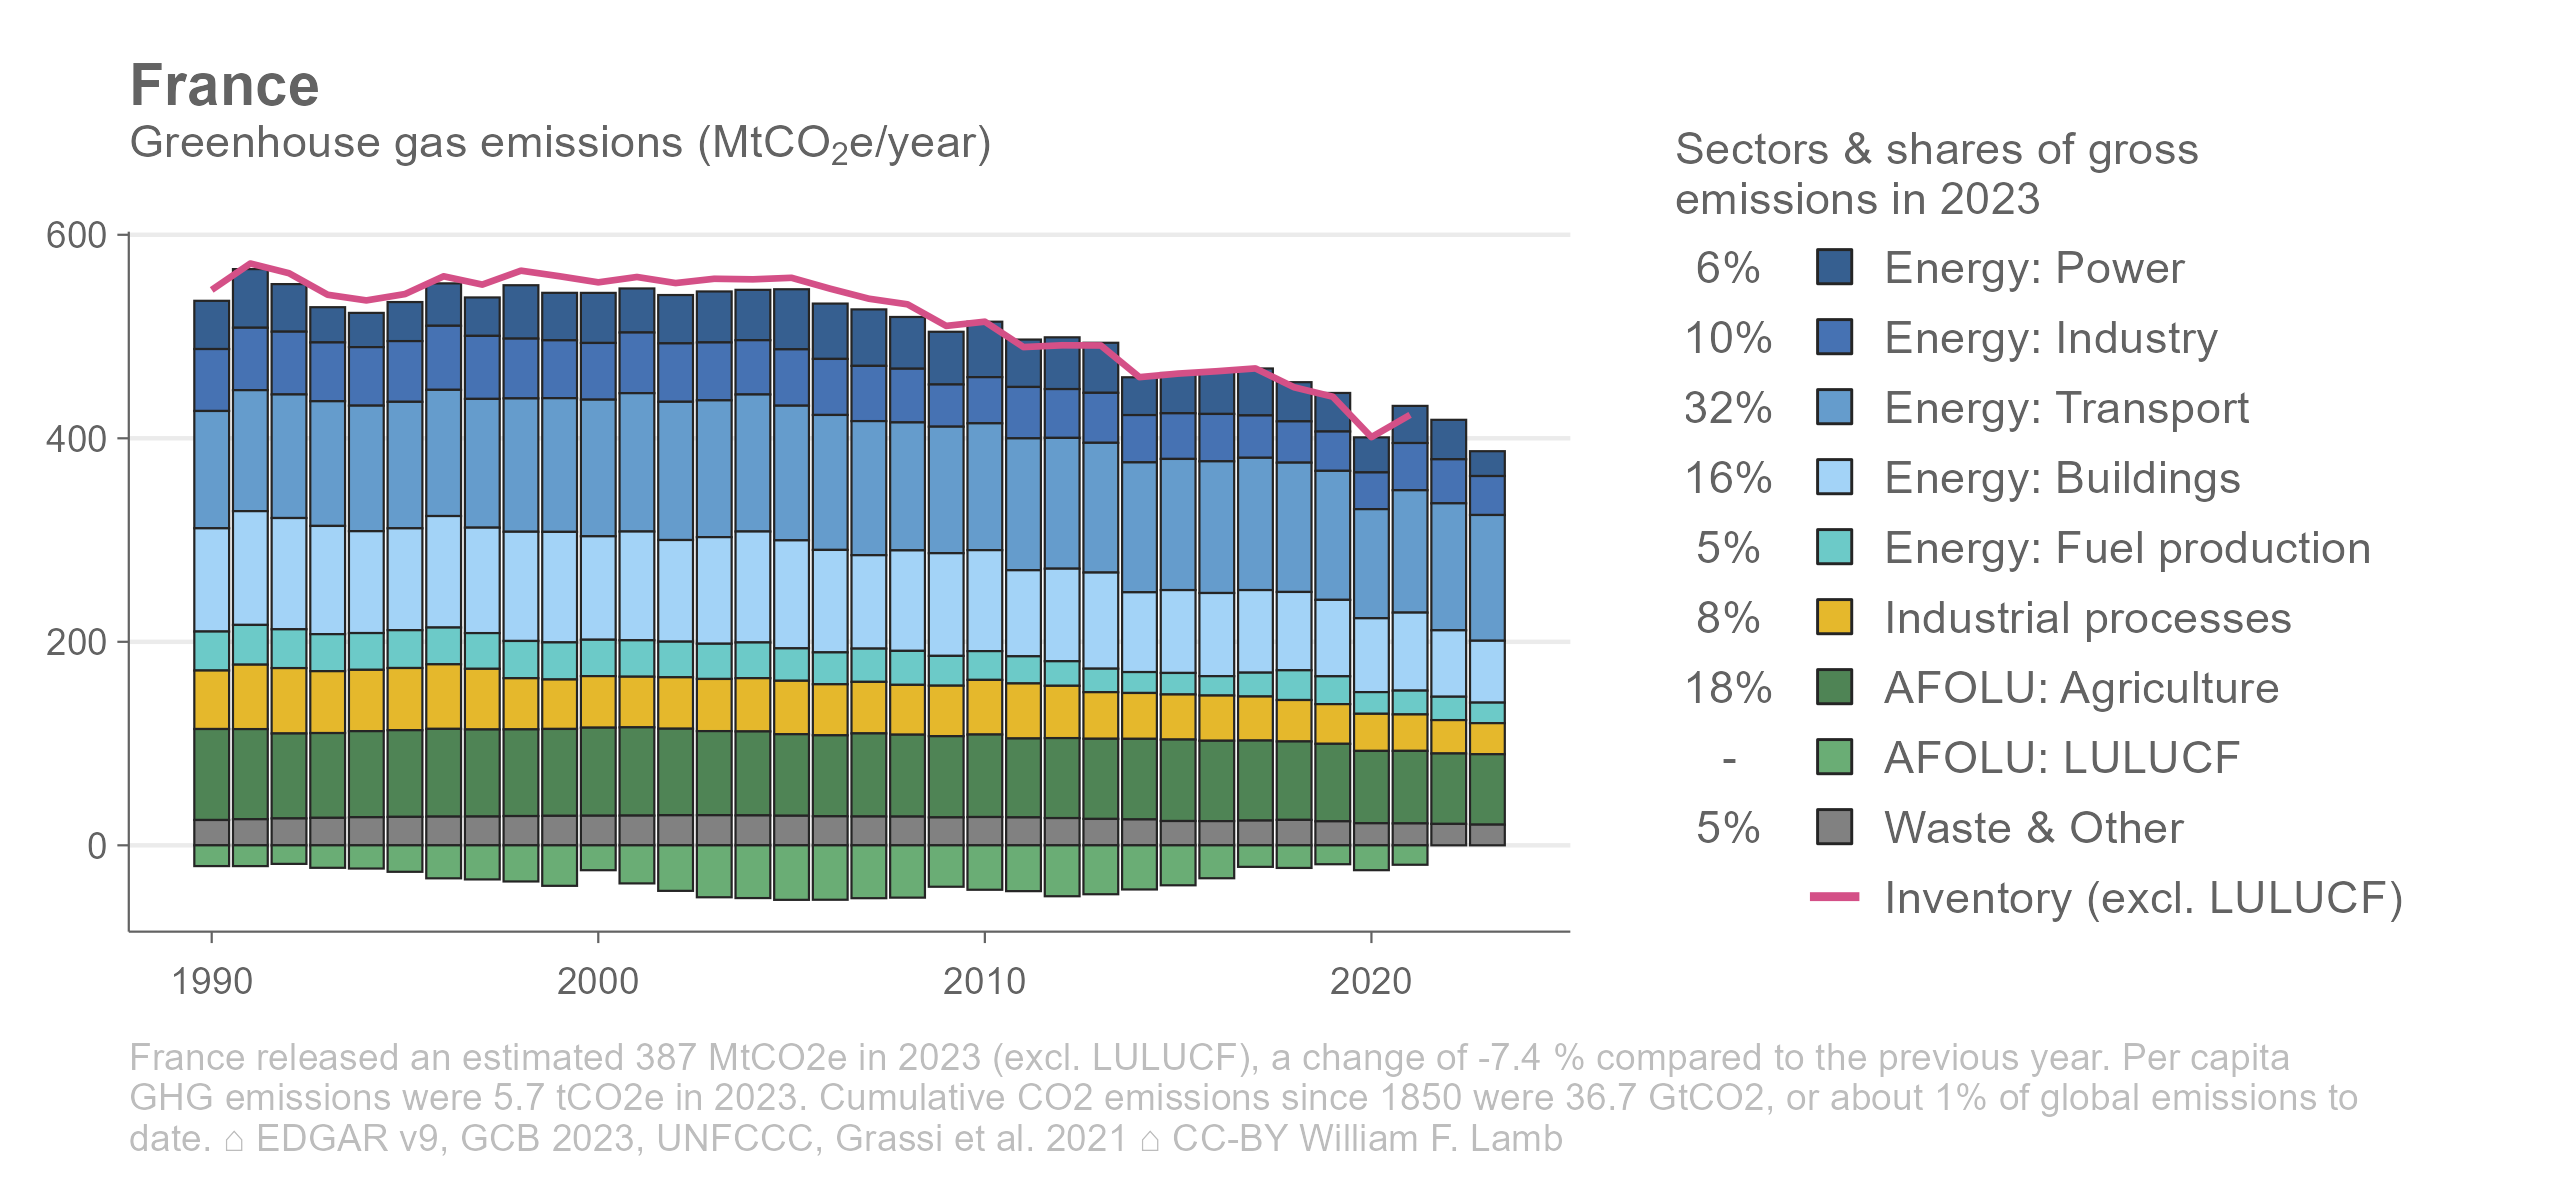 France
Greenhouse gas emissions (MtCO₂e/year)
600
400
200
0
1990 2000 2010 2020
Sectors & shares of gross
emissions in 2023
6% Energy: Power
10% Energy: Industry
32% Energy: Transport
16% Energy: Buildings
5% Energy: Fuel production
8% Industrial processes
18% AFOLU: Agriculture
- AFOLU: LULUCF
5% Waste & Other
Inventory (excl. LULUCF)
France released an estimated 387 MtCO2e in 2023 (excl. LULUCF), a change of -7.4 % compared to the previous year. Per capita
GHG emissions were 5.7 tCO2e in 2023. Cumulative CO2 emissions since 1850 were 36.7 GtCO2, or about 1% of global emissions to
date. ⌂ EDGAR v9, GCB 2023, UNFCCC, Grassi et al. 2021 ⌂ CC-BY William F. Lamb